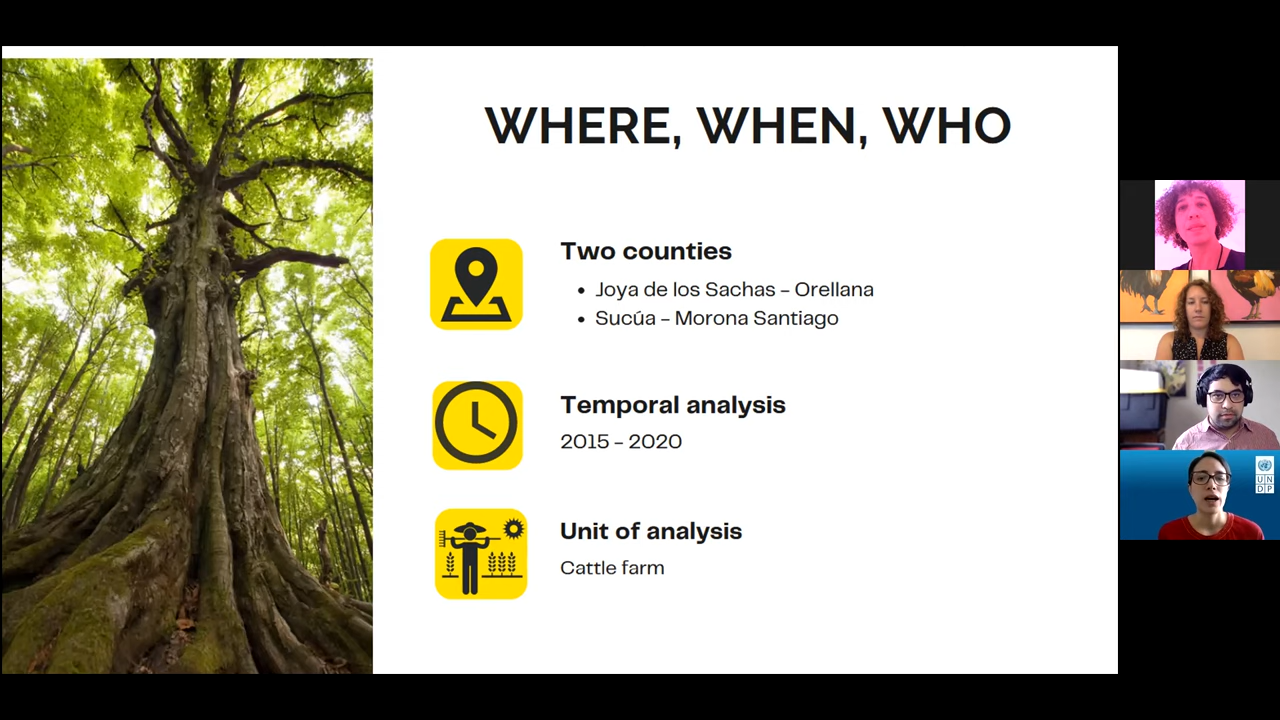 WHERE, WHEN, WHO
Two counties
• Joya de los Sachas - Orellana
• Sucúa - Morona Santiago
Temporal analysis
2015 - 2020
Unit of analysis
Cattle farm
U N
D P